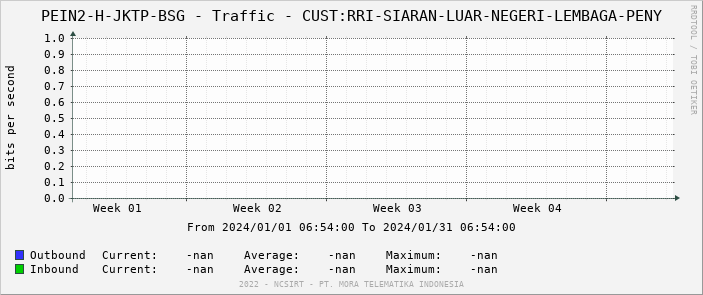 PEIN2-H-JKTP-BSG - Traffic - CUST:RRI-SIARAN-LUAR-NEGERI-LEMBAGA-PENY
RRDTOOL / TOBI OETIKER
bits per second
1.0
0.9
0.8
0.7
0.6
0.5
0.4
0.3
0.2
0.1
0.0
Week 01 Week 02 Week 03 Week 04
From 2024/01/01 06:54:00 To 2024/01/31 06:54:00
Outbound Current: -nan Average: -nan Maximum: -nan
Inbound Current: -nan Average: -nan Maximum: -nan
2022 - NCSIRT - PT. MORA TELEMATIKA INDONESIA